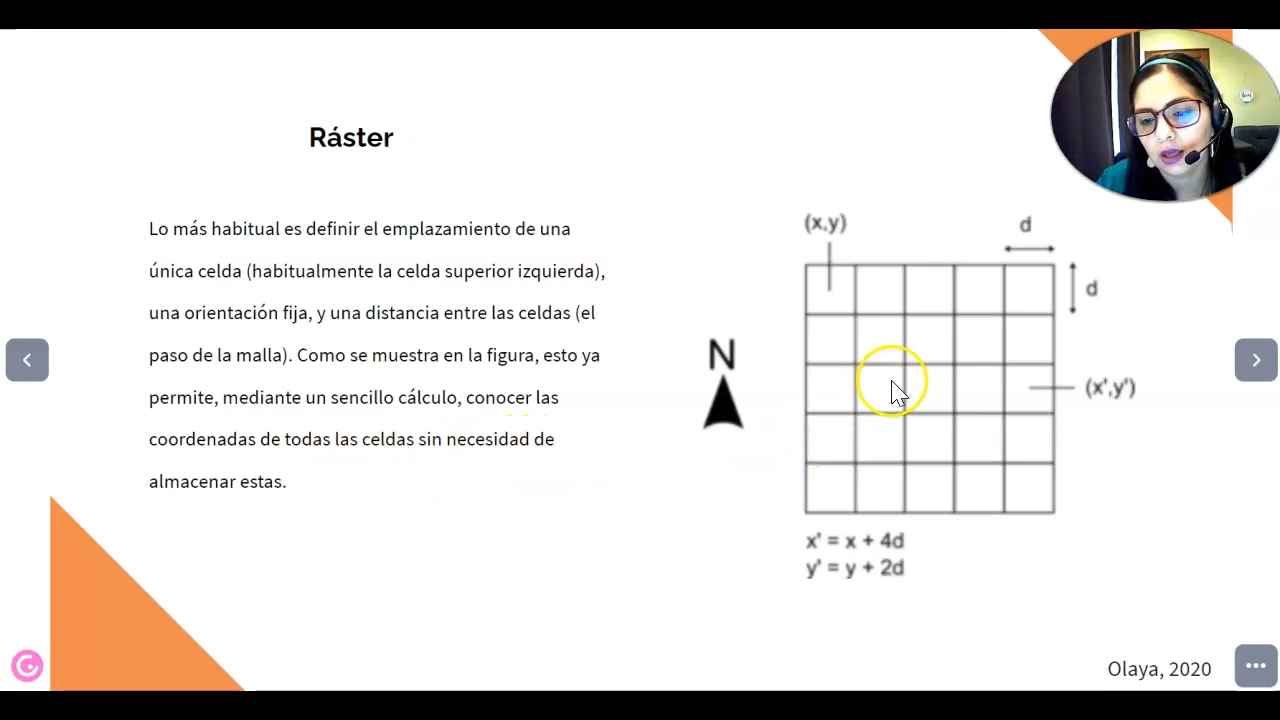 Ráster
Lo más habitual es definir el emplazamiento de una
única celda (habitualmente la celda superior izquierda),
una orientación fija, y una distancia entre las celdas (el
paso de la malla). Como se muestra en la figura, esto ya
permite, mediante un sencillo cálculo, conocer las
coordenadas de todas las celdas sin necesidad de
almacenar estas.
(x,y)
d
d
N
(x',y')
x' = x + 4d
y' = y + 2d
Olaya, 2020